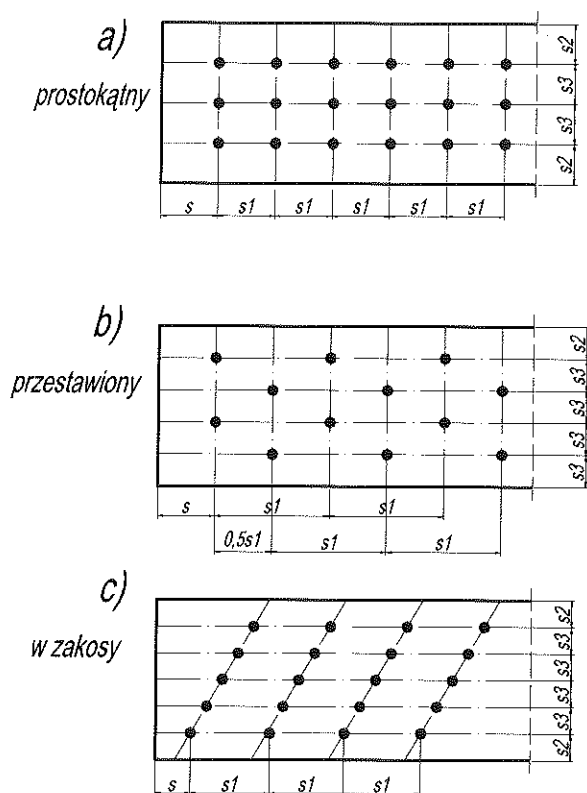 a)
prostokątny
s2
s3
s3
s2
s s1 s1 s1 s1 s1
b)
przestawiony
s2
s3
s3
s3
s3
s s1 s1
0,5s1 s1 s1
c)
w zakosy
s2
s3
s3
s3
s3
s2
s s1 s1 s1